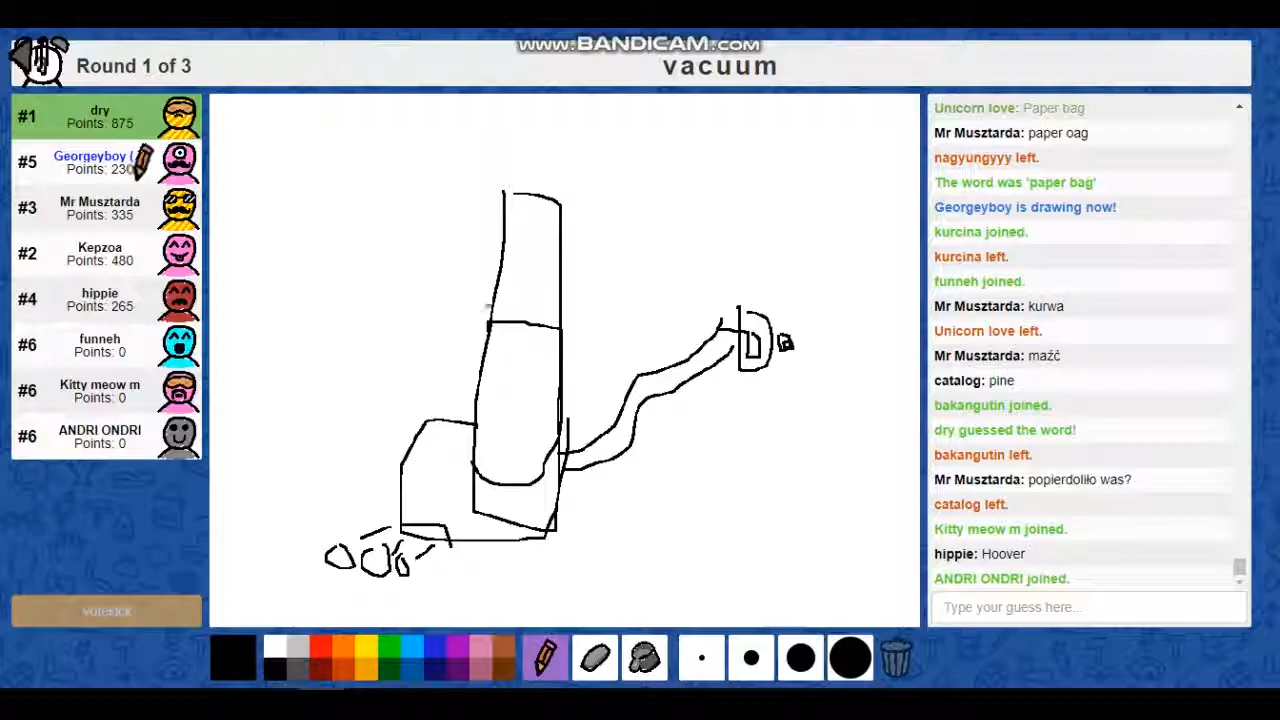 www.BANDICAM.com
Round 1 of 3
vacuum
#1
dry
Points: 875
#5
Georgeyboy (
Points: 230
#3
Mr Musztarda
Points: 335
#2
Kepzoa
Points: 480
#4
hippie
Points: 265
#6
funneh
Points: 0
#6
Kitty meow m
Points: 0
#6
ANDRI ONDRI
Points: 0
Votekick
Unicorn love: Paper bag
Mr Musztarda: paper oag
nagyungyyy left.
The word was 'paper bag'
Georgeyboy is drawing now!
kurcina joined.
kurcina left.
funneh joined.
Mr Musztarda: kurwa
Unicorn love left.
Mr Musztarda: maźć
catalog: pine
bakangutin joined.
dry guessed the word!
bakangutin left.
Mr Musztarda: popierdoliło was?
catalog left.
Kitty meow m joined.
hippie: Hoover
ANDRI ONDRI joined.
Type your guess here...